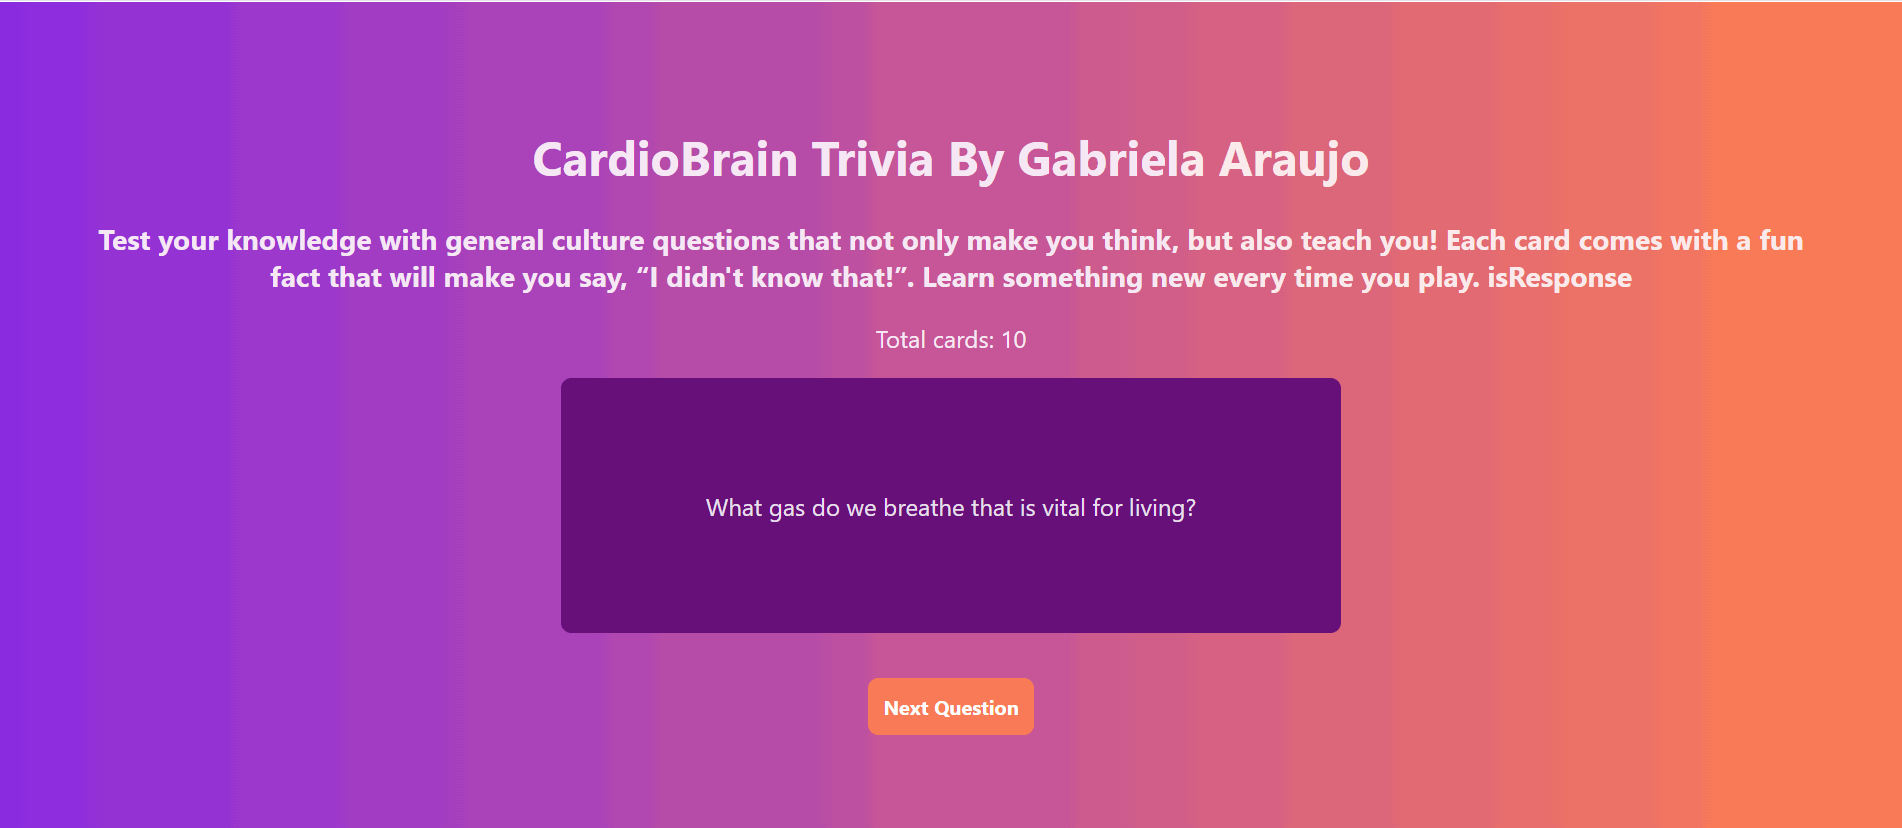 CardioBrain Trivia By Gabriela Araujo
Test your knowledge with general culture questions that not only make you think, but also teach you! Each card comes with a fun
fact that will make you say, “I didn't know that!”. Learn something new every time you play. isResponse
Total cards: 10
What gas do we breathe that is vital for living?
Next Question